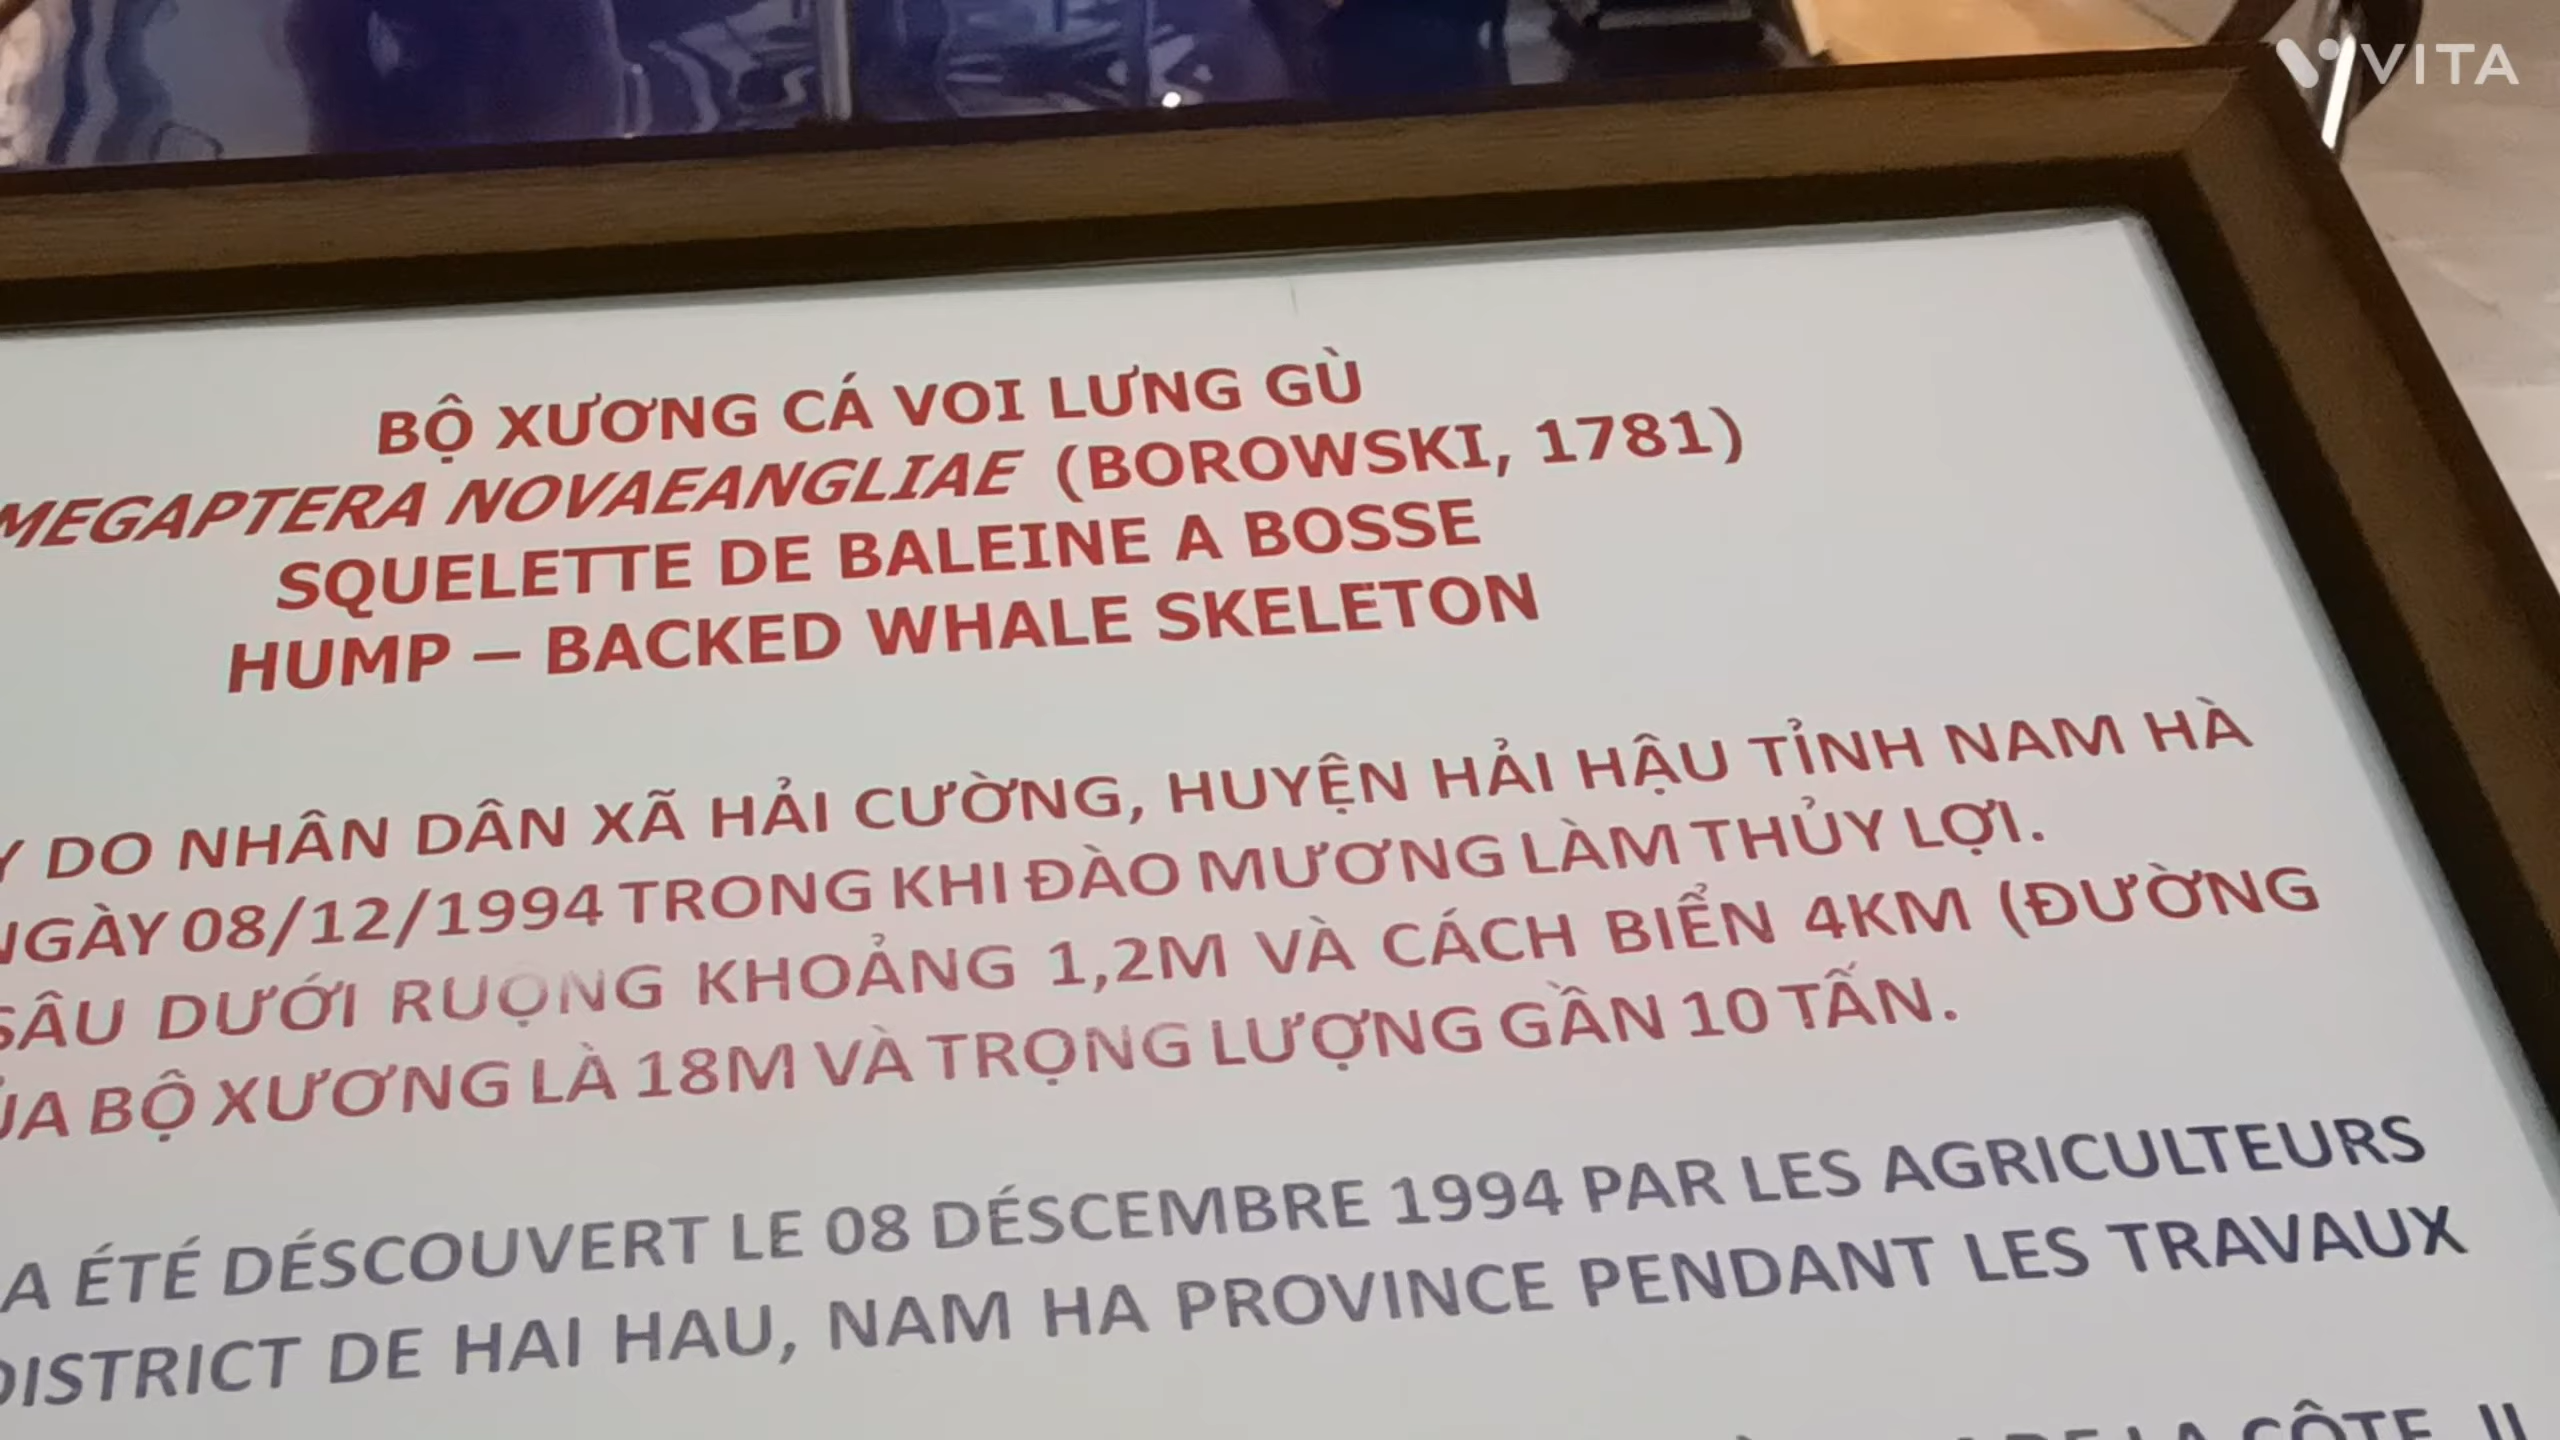 VITA
BỘ XƯƠNG CÁ VOI LƯNG GÙ
MEGAPTERA NOVAEANGLIAE (BOROWSKI, 1781)
SQUELETTE DE BALEINE A BOSSE
HUMP – BACKED WHALE SKELETON
DO NHÂN DÂN XÃ HẢI CƯỜNG, HUYỆN HẢI HẬU TỈNH NAM HÀ
NGÀY 08/12/1994 TRONG KHI ĐÀO MƯƠNG LÀM THỦY LỢI.
SÂU DƯỚI RUỌNG KHOẢNG 1,2M VÀ CÁCH BIỂN 4KM (ĐƯỜNG
BỘ XƯƠNG LÀ 18M VÀ TRỌNG LƯỢNG GẦN 10 TẤN.
A ÉTÉ DÉSCOUVERT LE 08 DÉSCEMBRE 1994 PAR LES AGRICULTEURS
DISTRICT DE HAI HAU, NAM HA PROVINCE PENDANT LES TRAVAUX
DE LA CÔTE